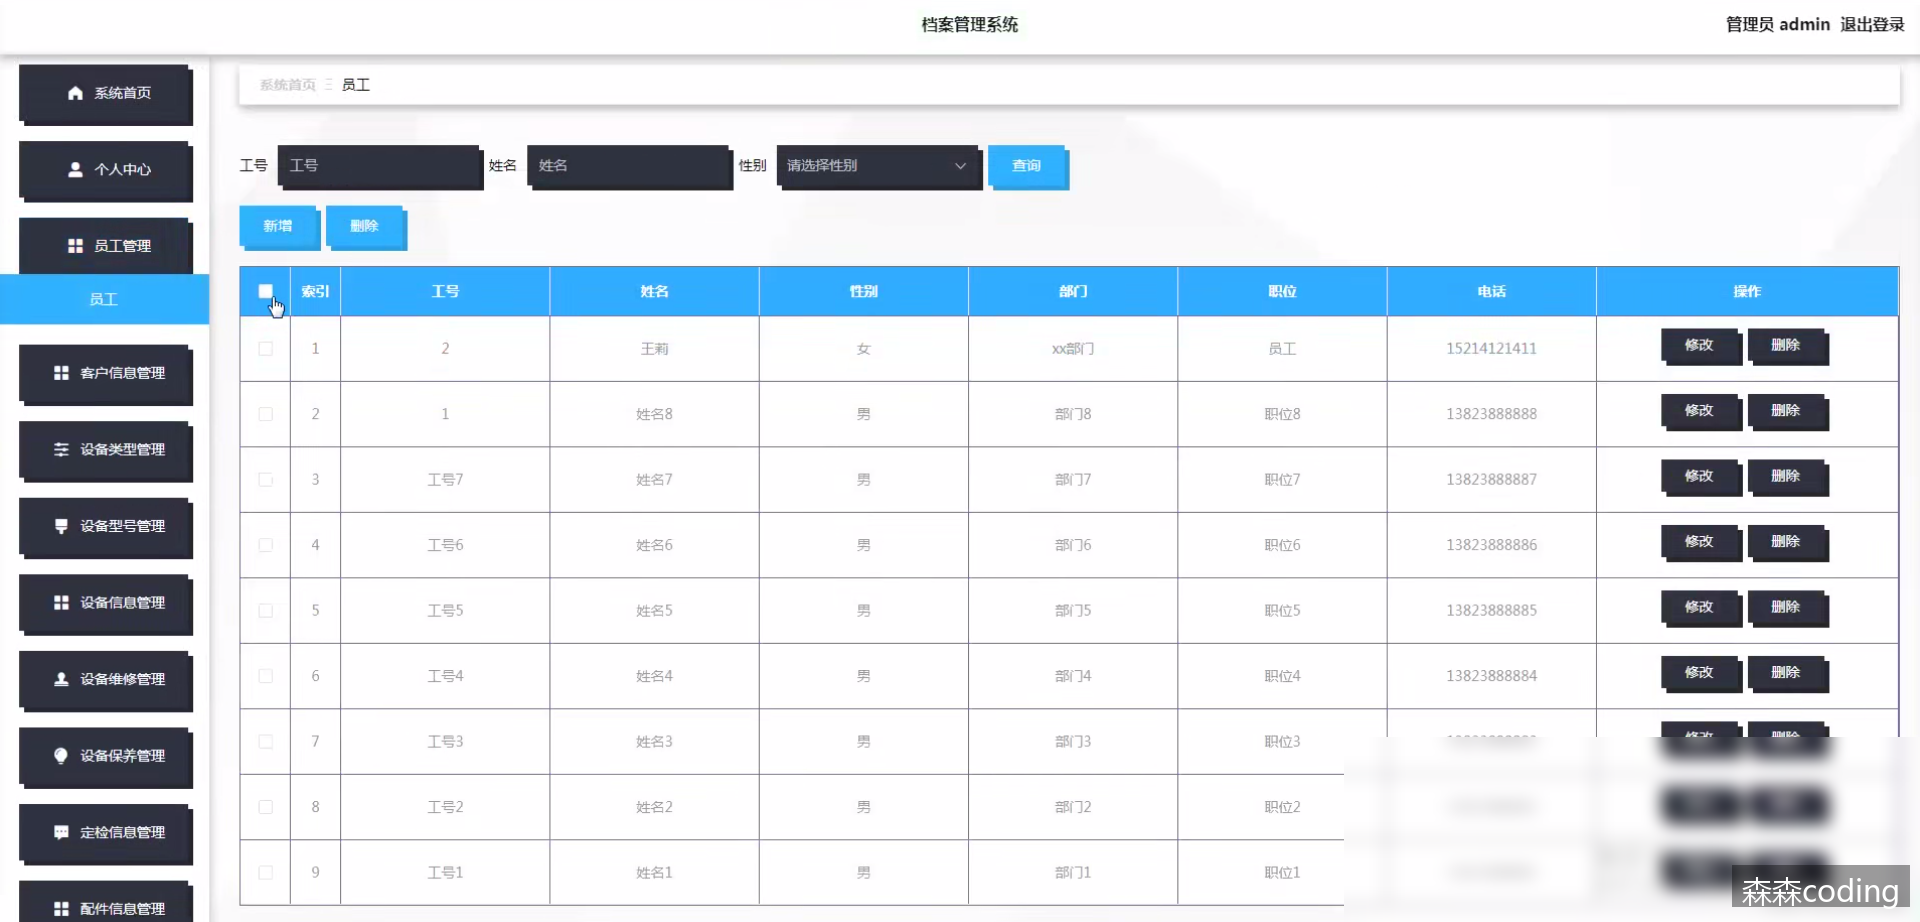 档案管理系统
管理员 admin 退出登录
系统首页 员工
系统首页
个人中心
员工管理
员工
客户信息管理
设备类型管理
设备型号管理
设备信息管理
设备维修管理
设备保养管理
定检信息管理
配件信息管理
工号 工号 姓名 姓名 性别 请选择性别 查询
新增 删除
索引 工号 姓名 性别 部门 职位 电话 操作
1 2 王莉 女 xx部门 员工 15214121411 修改 删除
2 1 姓名8 男 部门8 职位8 13823888888 修改 删除
3 工号7 姓名7 男 部门7 职位7 13823888887 修改 删除
4 工号6 姓名6 男 部门6 职位6 13823888886 修改 删除
5 工号5 姓名5 男 部门5 职位5 13823888885 修改 删除
6 工号4 姓名4 男 部门4 职位4 13823888884 修改 删除
7 工号3 姓名3 男 部门3 职位3
8 工号2 姓名2 男 部门2 职位2
9 工号1 姓名1 男 部门1 职位1
森森coding